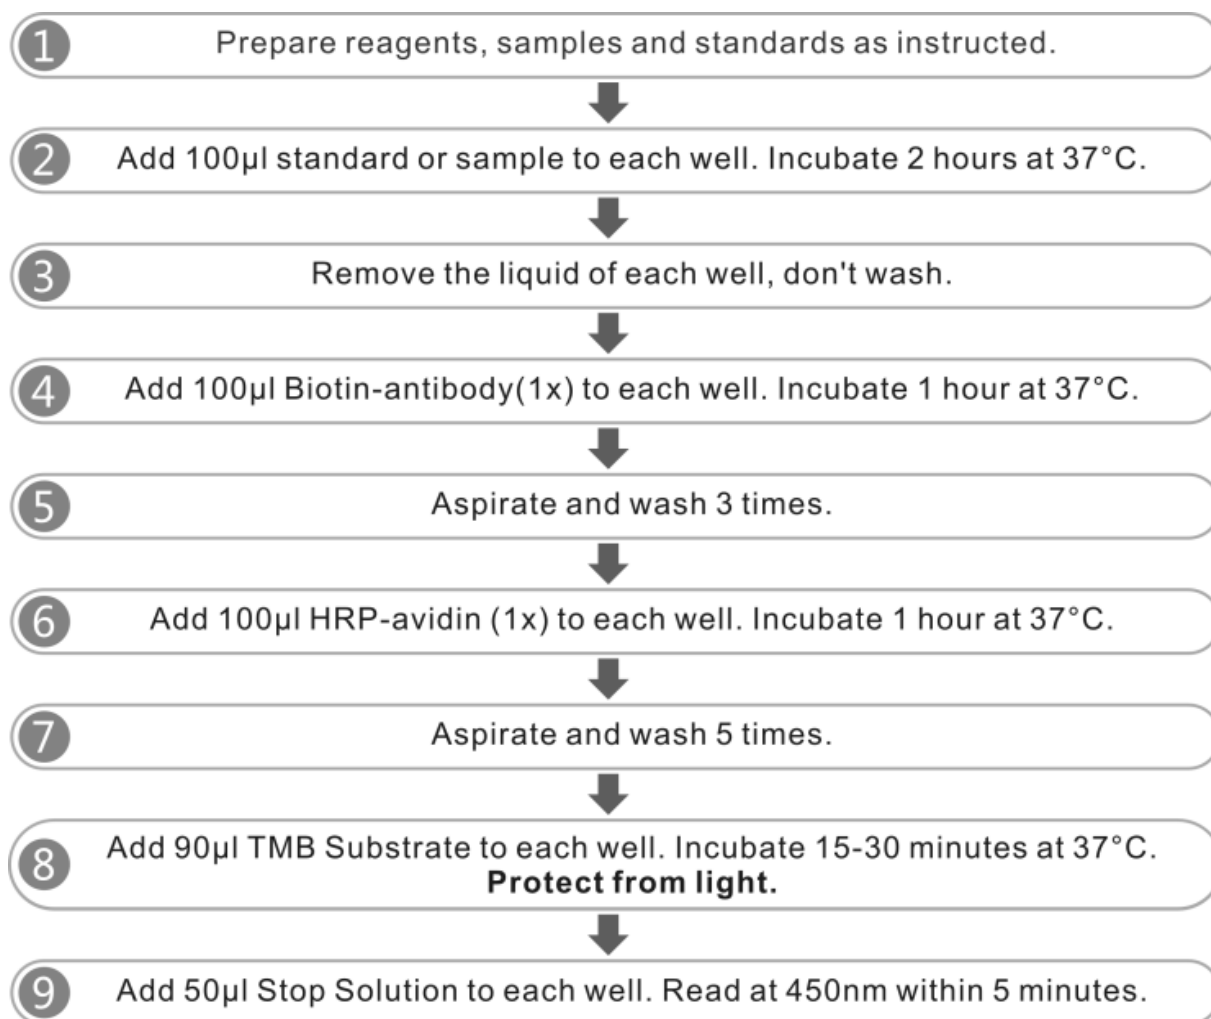 1 Prepare reagents, samples and standards as instructed.
2 Add 100µl standard or sample to each well. Incubate 2 hours at 37°C.
3 Remove the liquid of each well, don't wash.
4 Add 100µl Biotin-antibody(1x) to each well. Incubate 1 hour at 37°C.
5 Aspirate and wash 3 times.
6 Add 100µl HRP-avidin (1x) to each well. Incubate 1 hour at 37°C.
7 Aspirate and wash 5 times.
8 Add 90µl TMB Substrate to each well. Incubate 15-30 minutes at 37°C.
Protect from light.
9 Add 50µl Stop Solution to each well. Read at 450nm within 5 minutes.